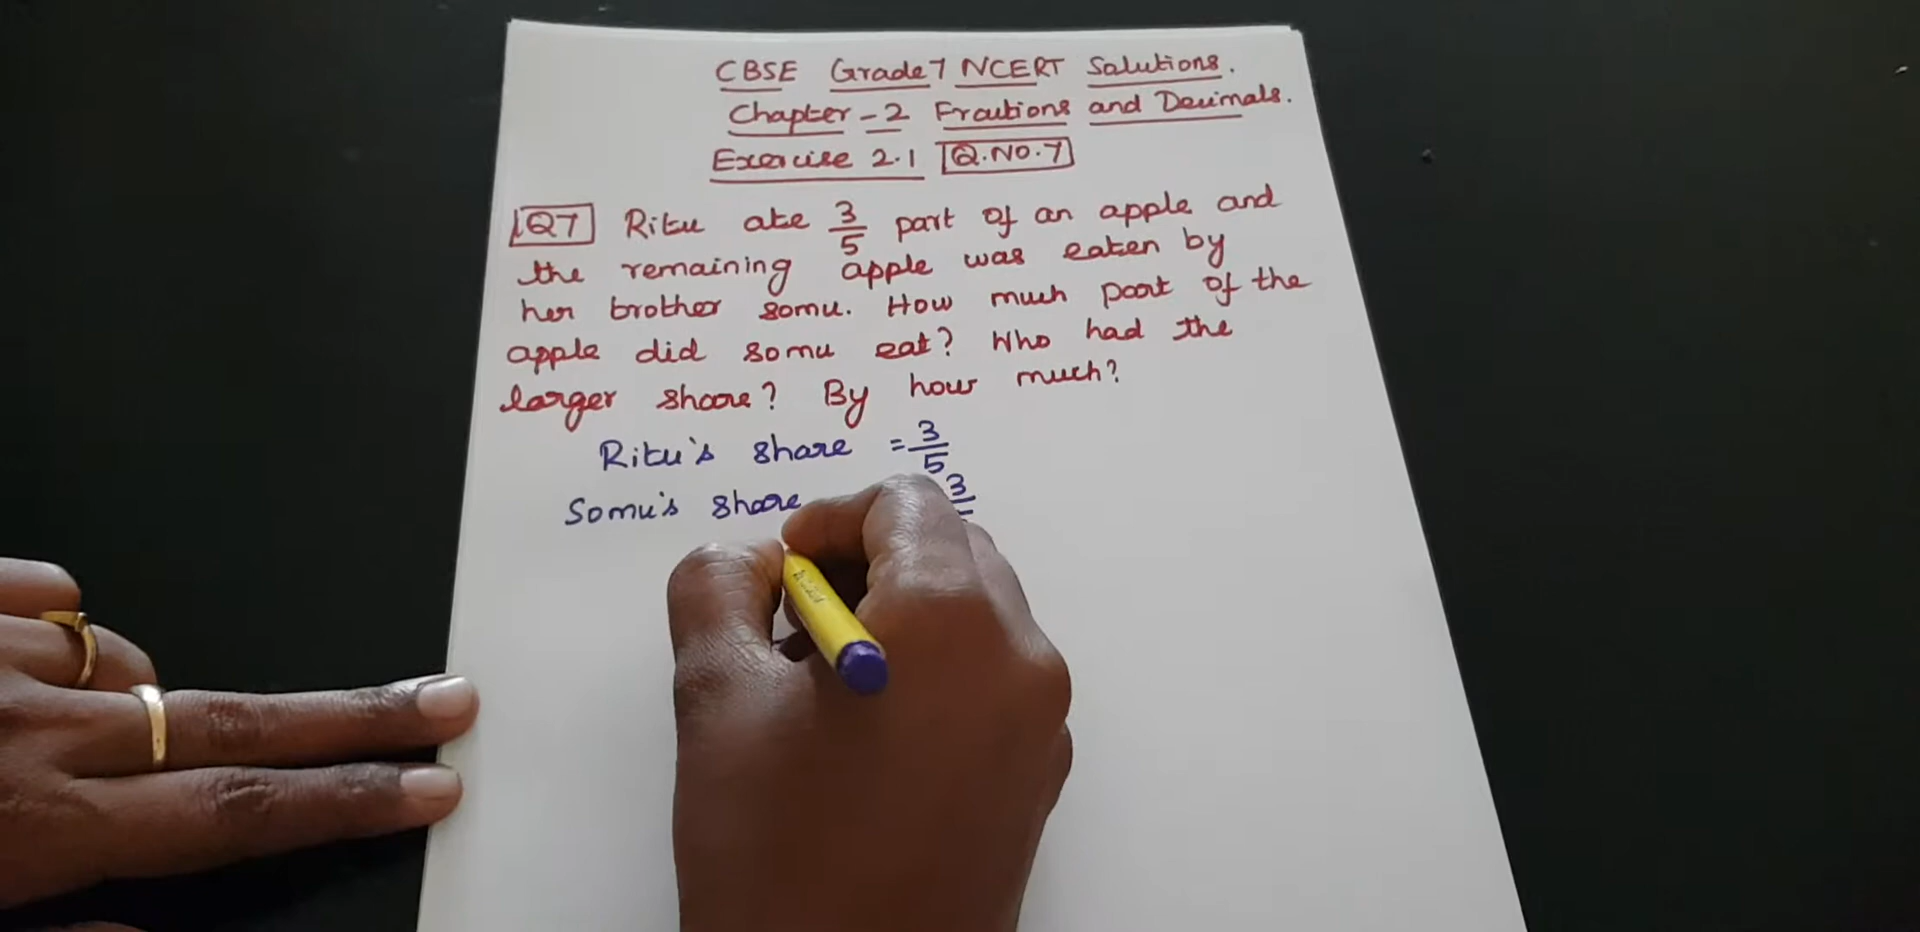 CBSE Grade 7 NCERT Solutions.
Chapter - 2 Fractions and Decimals.
Exercise 2.1 Q.NO.7
Q7 Ritu ate 3/5 part of an apple and
the remaining apple was eaten by
her brother somu. How much part of the
apple did somu eat? Who had the
larger share? By how much?
Ritu's share = 3/5
Somu's share 3